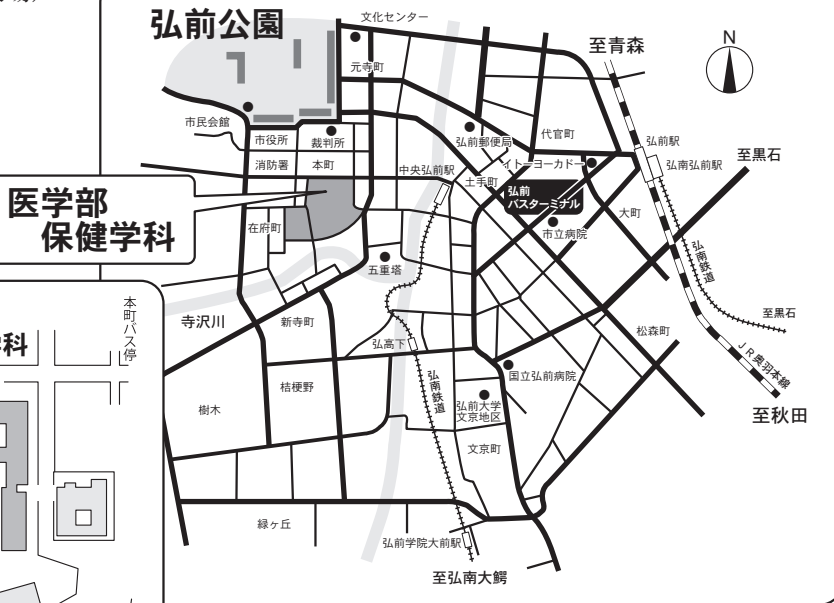 弘前公園
文化センター
至青森
N
元寺町
市民会館
市役所
裁判所
弘前郵便局
代官町
弘前駅
消防署
本町
中央弘前駅
イトーヨーカドー
弘南弘前駅
至黒石
土手町
弘前
バスターミナル
医学部
保健学科
在府町
大町
市立病院
五重塔
弘南鉄道
本町バス停
寺沢川
新寺町
至黒石
弘高下
松森町
学科
弘南鉄道
国立弘前病院
JR奥羽本線
桔梗野
樹木
弘前大学
文京地区
至秋田
文京町
緑ヶ丘
弘前学院大前駅
至弘南大鰐